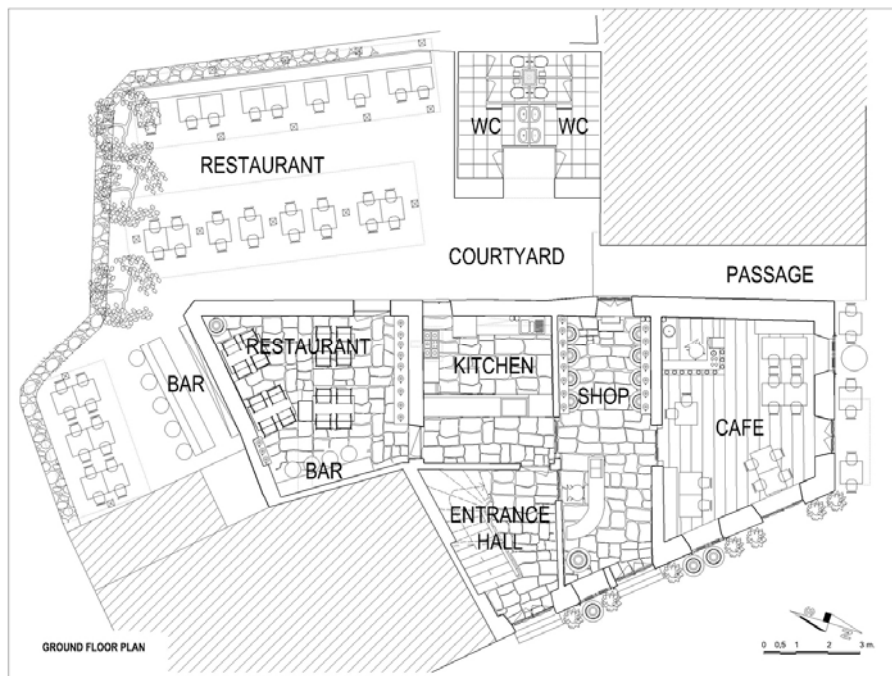 WC
WC
RESTAURANT
COURTYARD
PASSAGE
RESTAURANT
KITCHEN
BAR
SHOP
CAFE
BAR
ENTRANCE
HALL
GROUND FLOOR PLAN
0 0,5 1 2 3 m.